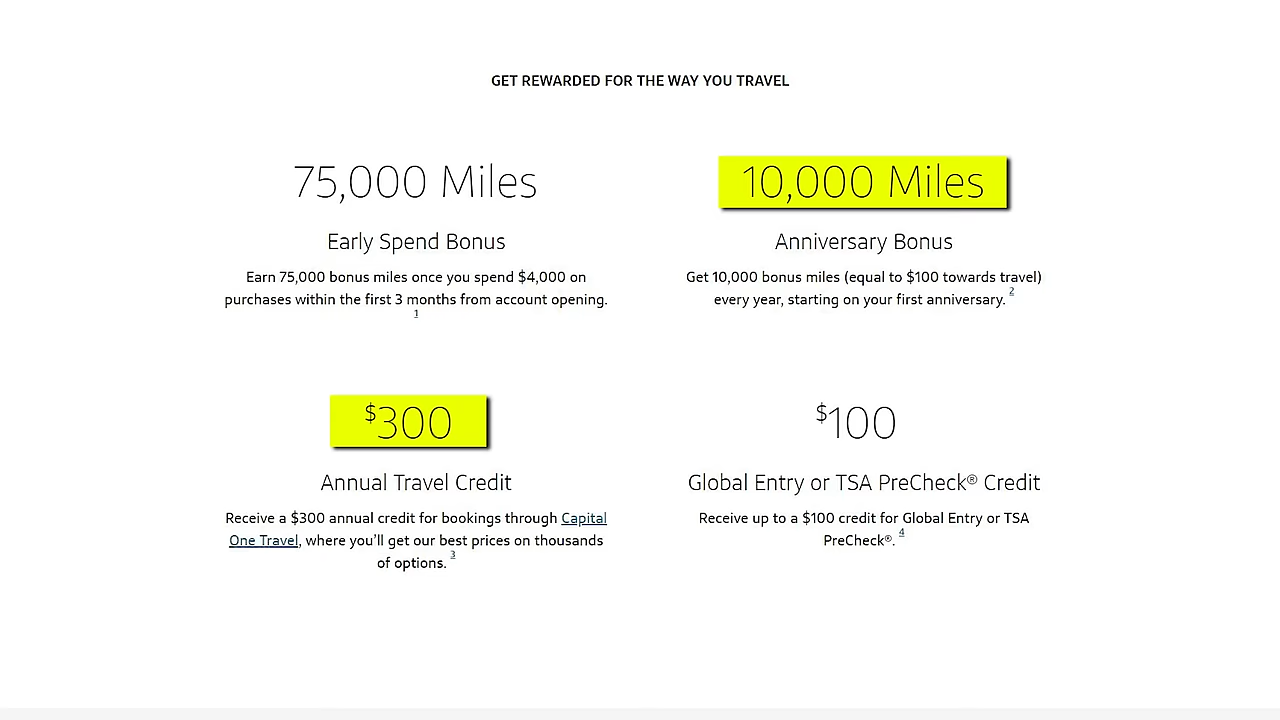 GET REWARDED FOR THE WAY YOU TRAVEL
75,000 Miles
Early Spend Bonus
Earn 75,000 bonus miles once you spend $4,000 on
purchases within the first 3 months from account opening.
1
10,000 Miles
Anniversary Bonus
Get 10,000 bonus miles (equal to $100 towards travel)
every year, starting on your first anniversary. 2
$300
Annual Travel Credit
Receive a $300 annual credit for bookings through Capital
One Travel, where you’ll get our best prices on thousands
of options. 3
$100
Global Entry or TSA PreCheck® Credit
Receive up to a $100 credit for Global Entry or TSA
PreCheck®. 4